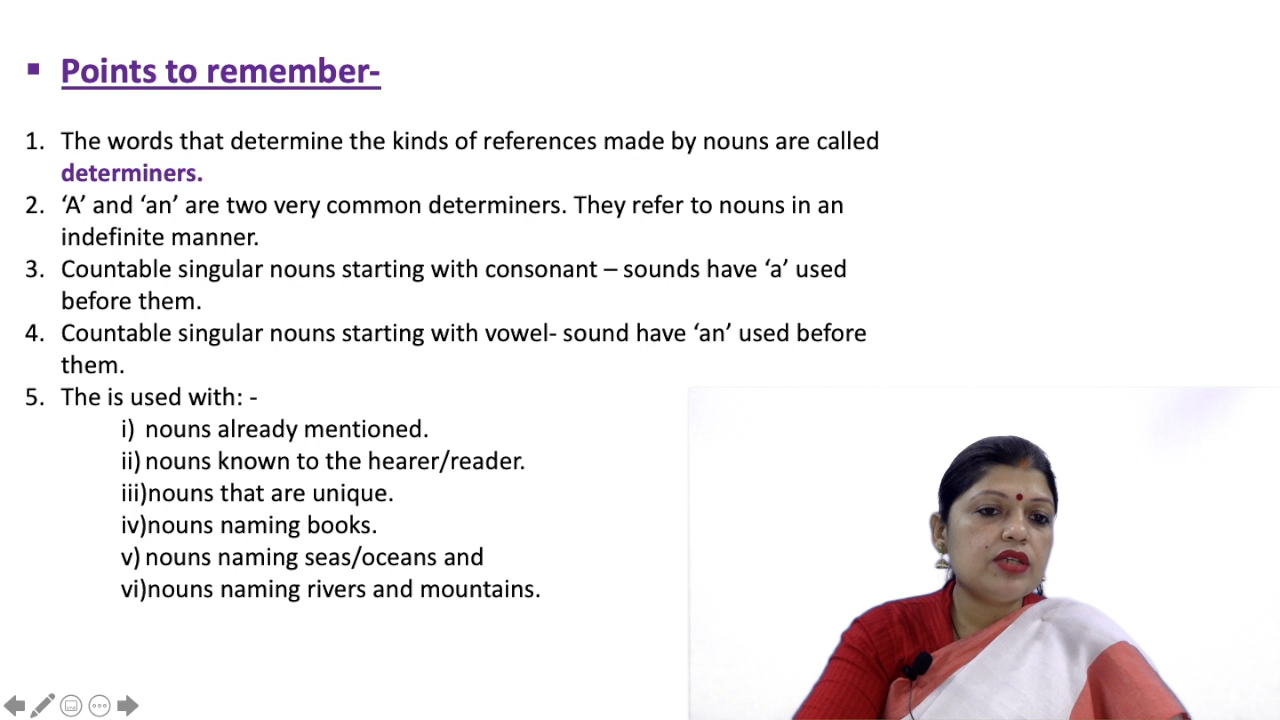 Points to remember-
1. The words that determine the kinds of references made by nouns are called
determiners.
2. ‘A’ and ‘an’ are two very common determiners. They refer to nouns in an
indefinite manner.
3. Countable singular nouns starting with consonant – sounds have ‘a’ used
before them.
4. Countable singular nouns starting with vowel- sound have ‘an’ used before
them.
5. The is used with: -
i) nouns already mentioned.
ii) nouns known to the hearer/reader.
iii)nouns that are unique.
iv)nouns naming books.
v) nouns naming seas/oceans and
vi)nouns naming rivers and mountains.